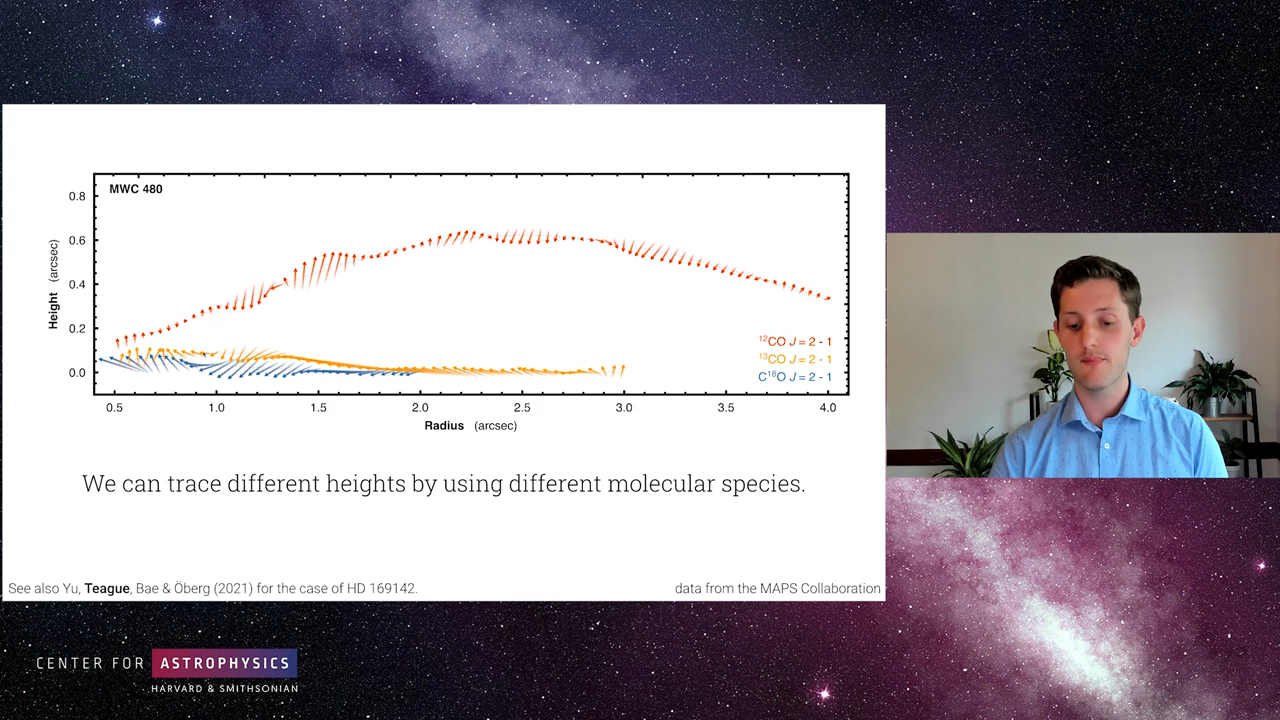 MWC 480
0.8
0.6
0.4
0.2
0.0
Height (arcsec)
¹²CO J = 2 - 1
¹³CO J = 2 - 1
C¹⁸O J = 2 - 1
0.5 1.0 1.5 2.0 2.5 3.0 3.5 4.0
Radius (arcsec)
We can trace different heights by using different molecular species.
See also Yu, Teague, Bae & Öberg (2021) for the case of HD 169142.
data from the MAPS Collaboration
CENTER FOR ASTROPHYSICS
HARVARD & SMITHSONIAN